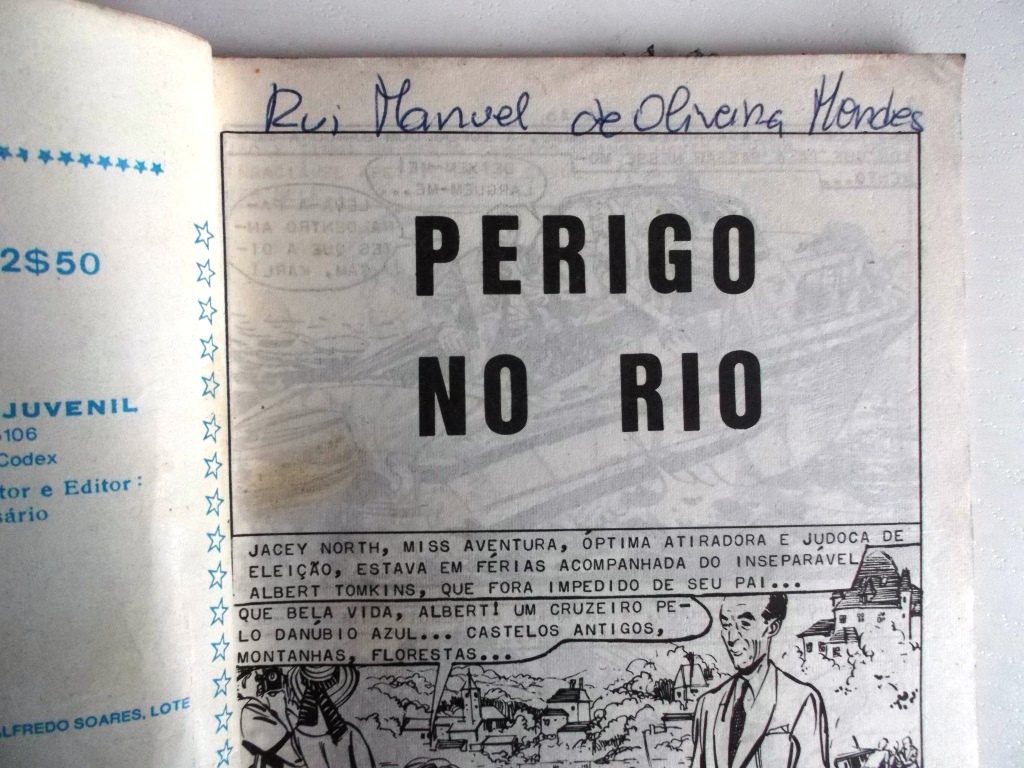 2$50
JUVENIL
106
Codex
tor e Editor:
sário
ALFREDO SOARES, LOTE
Rui Manuel de Oliveira Mendes
PERIGO
NO RIO
JACEY NORTH, MISS AVENTURA, ÓPTIMA ATIRADORA E JUDOCA DE
ELEIÇÃO, ESTAVA EM FÉRIAS ACOMPANHADA DO INSEPARÁVEL
ALBERT TOMKINS, QUE FORA IMPEDIDO DE SEU PAI...
QUE BELA VIDA, ALBERT! UM CRUZEIRO PE-
LO DANÚBIO AZUL... CASTELOS ANTIGOS,
MONTANHAS, FLORESTAS...